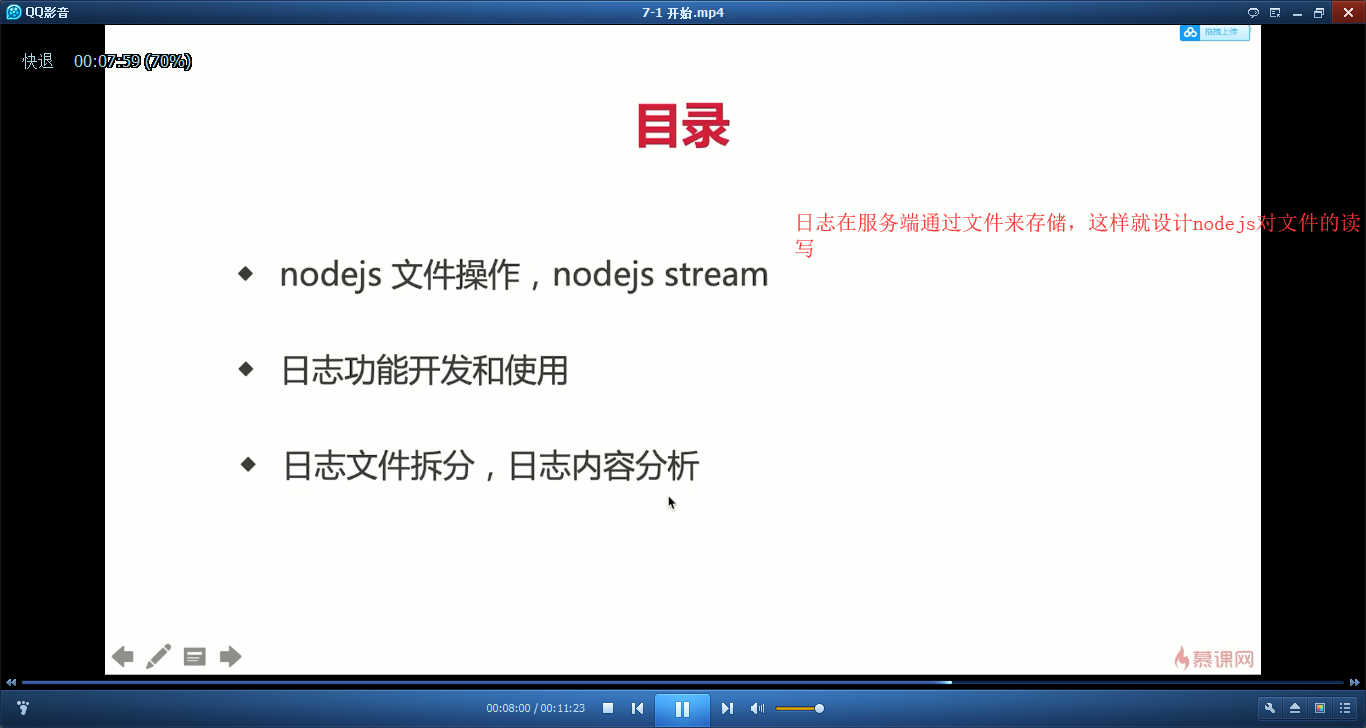 QQ影音
7-1 开始.mp4
拖拽上传
快退 00:07:59 (70%)
目录
日志在服务端通过文件来存储，这样就设计nodejs对文件的读
写
nodejs 文件操作，nodejs stream
日志功能开发和使用
日志文件拆分，日志内容分析
慕课网
00:08:00 / 00:11:23